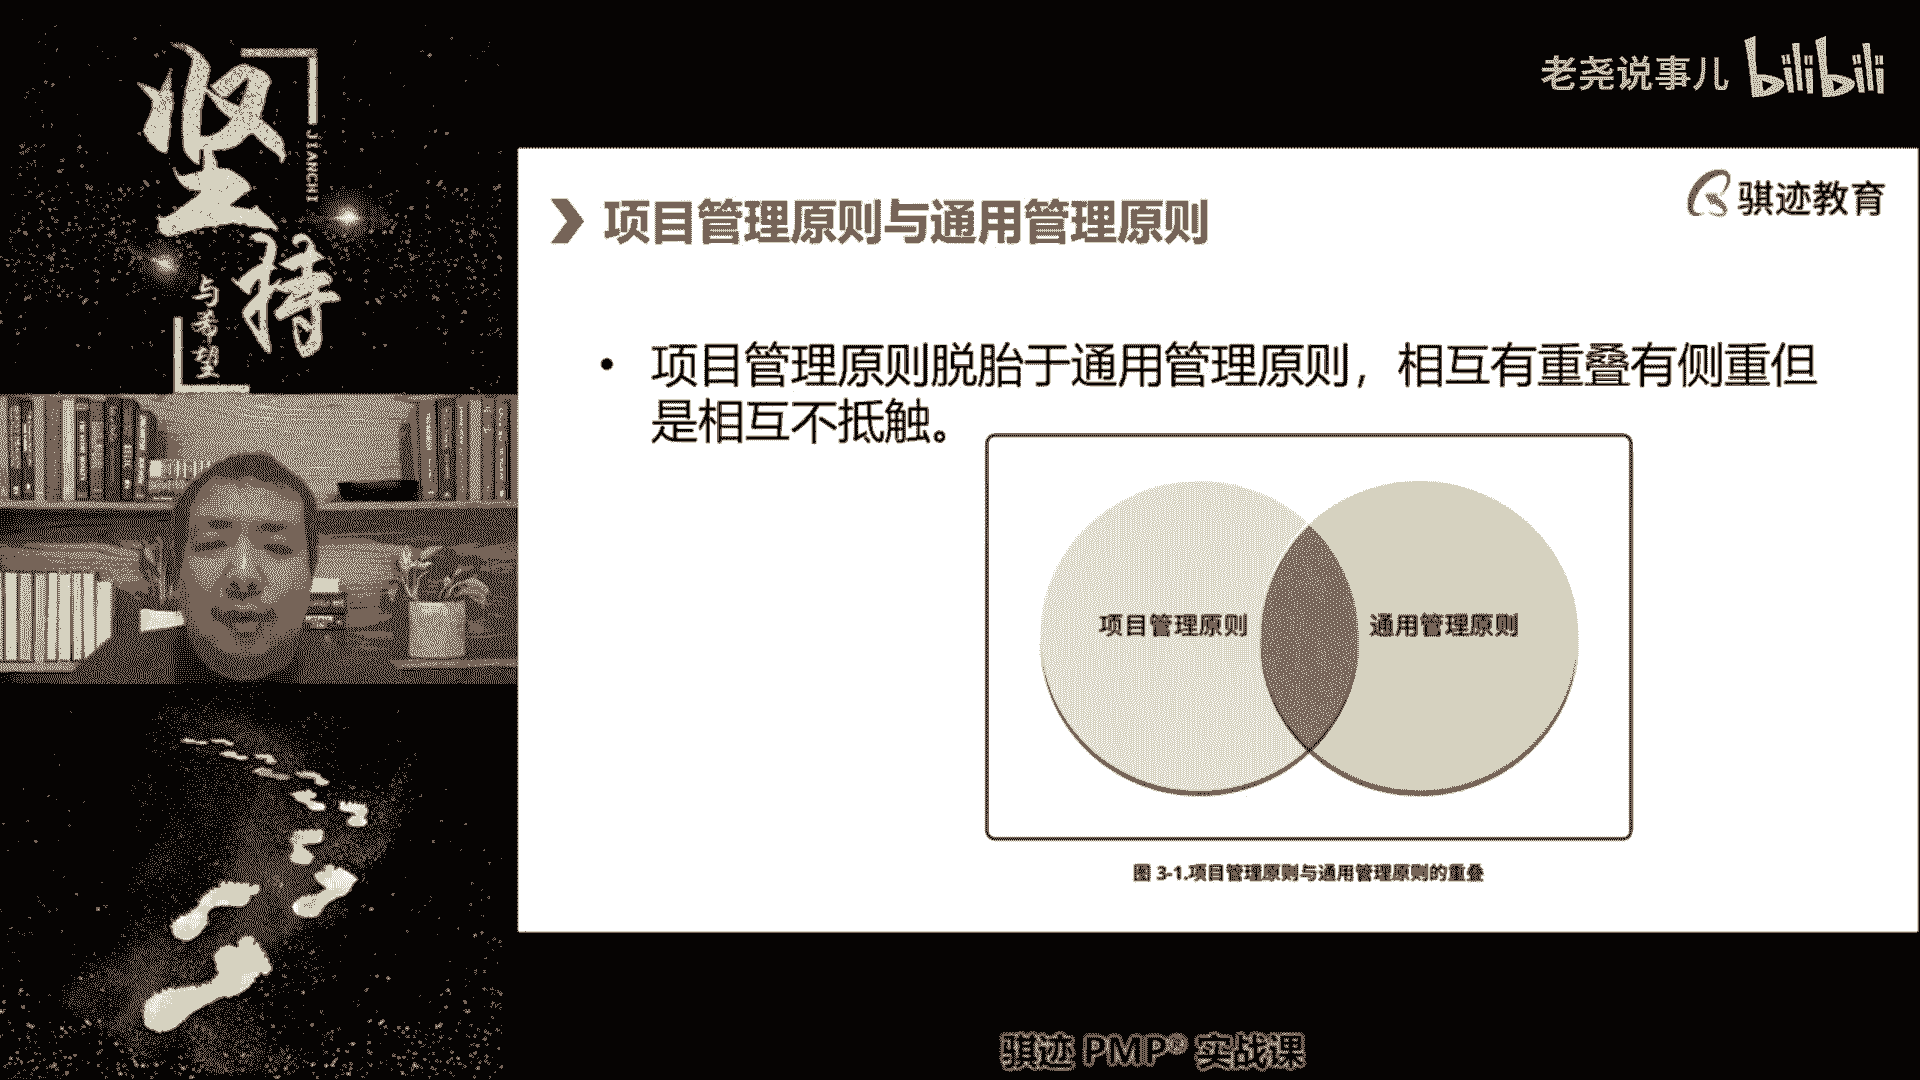 坚
持
JIANCHI
与希望
老尧说事儿 bilibili
骐迹教育
项目管理原则与通用管理原则
• 项目管理原则脱胎于通用管理原则，相互有重叠有侧重但
是相互不抵触。
项目管理原则
通用管理原则
图 3-1.项目管理原则与通用管理原则的重叠
骐迹 PMP® 实战课